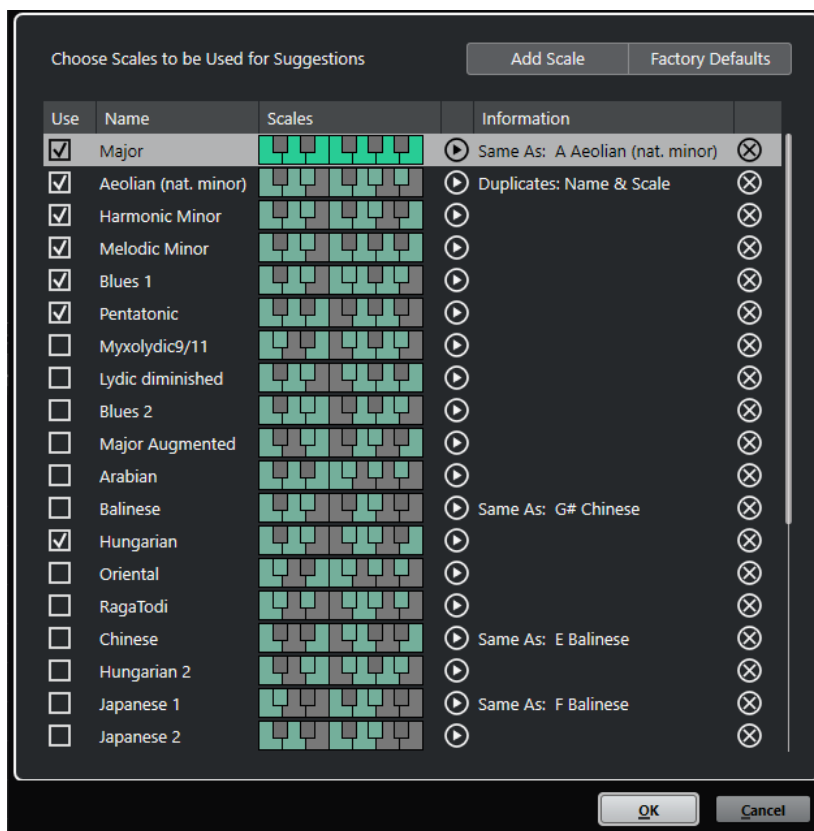 Choose Scales to be Used for Suggestions Add Scale Factory Defaults
Use Name Scales Information
Major Same As: A Aeolian (nat. minor)
Aeolian (nat. minor) Duplicates: Name & Scale
Harmonic Minor
Melodic Minor
Blues 1
Pentatonic
Myxolydic9/11
Lydic diminished
Blues 2
Major Augmented
Arabian
Balinese Same As: G# Chinese
Hungarian
Oriental
RagaTodi
Chinese Same As: E Balinese
Hungarian 2
Japanese 1 Same As: F Balinese
Japanese 2
OK Cancel